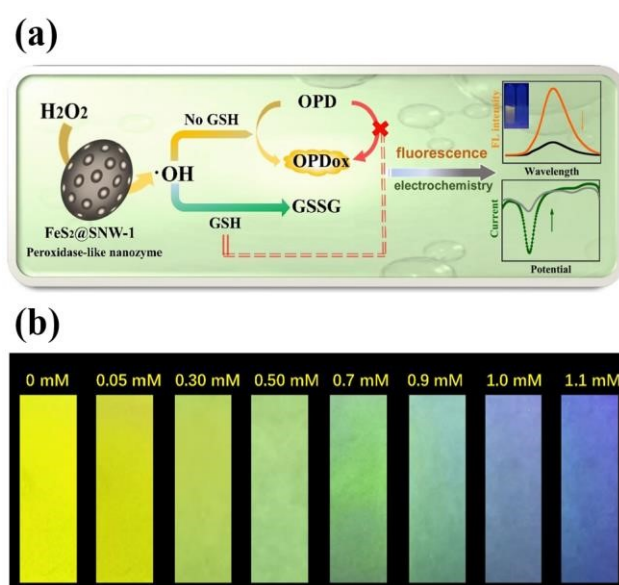 (a)
H2O2
No GSH
OPD
·OH
OPDox
FeS2@SNW-1
Peroxidase-like nanozyme
GSH
GSSG
fluorescence
electrochemistry
FL intensity
Wavelength
Current
Potential
(b)
0 mM 0.05 mM 0.30 mM 0.50 mM 0.7 mM 0.9 mM 1.0 mM 1.1 mM